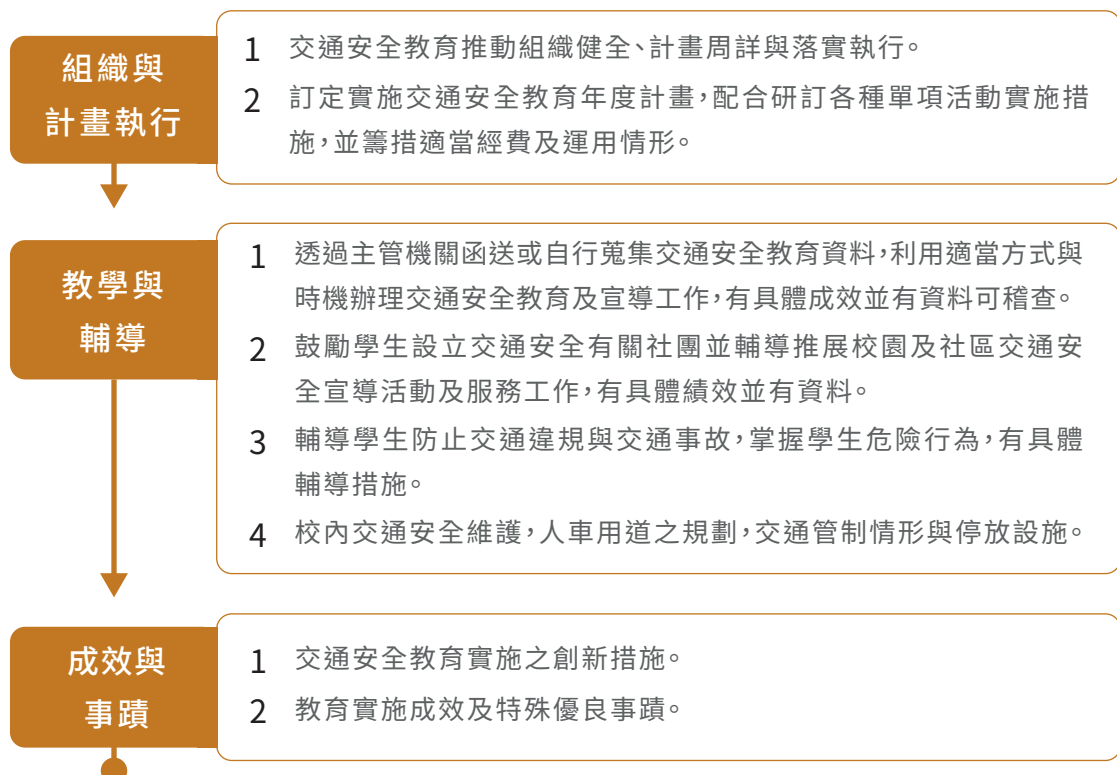 組織與
計畫執行
1 交通安全教育推動組織健全、計畫周詳與落實執行。
2 訂定實施交通安全教育年度計畫,配合研訂各種單項活動實施措
施,並籌措適當經費及運用情形。
教學與
輔導
1 透過主管機關函送或自行蒐集交通安全教育資料,利用適當方式與
時機辦理交通安全教育及宣導工作,有具體成效並有資料可稽查。
2 鼓勵學生設立交通安全有關社團並輔導推展校園及社區交通安
全宣導活動及服務工作,有具體績效並有資料。
3 輔導學生防止交通違規與交通事故,掌握學生危險行為,有具體
輔導措施。
4 校內交通安全維護,人車用道之規劃,交通管制情形與停放設施。
成效與
事蹟
1 交通安全教育實施之創新措施。
2 教育實施成效及特殊優良事蹟。